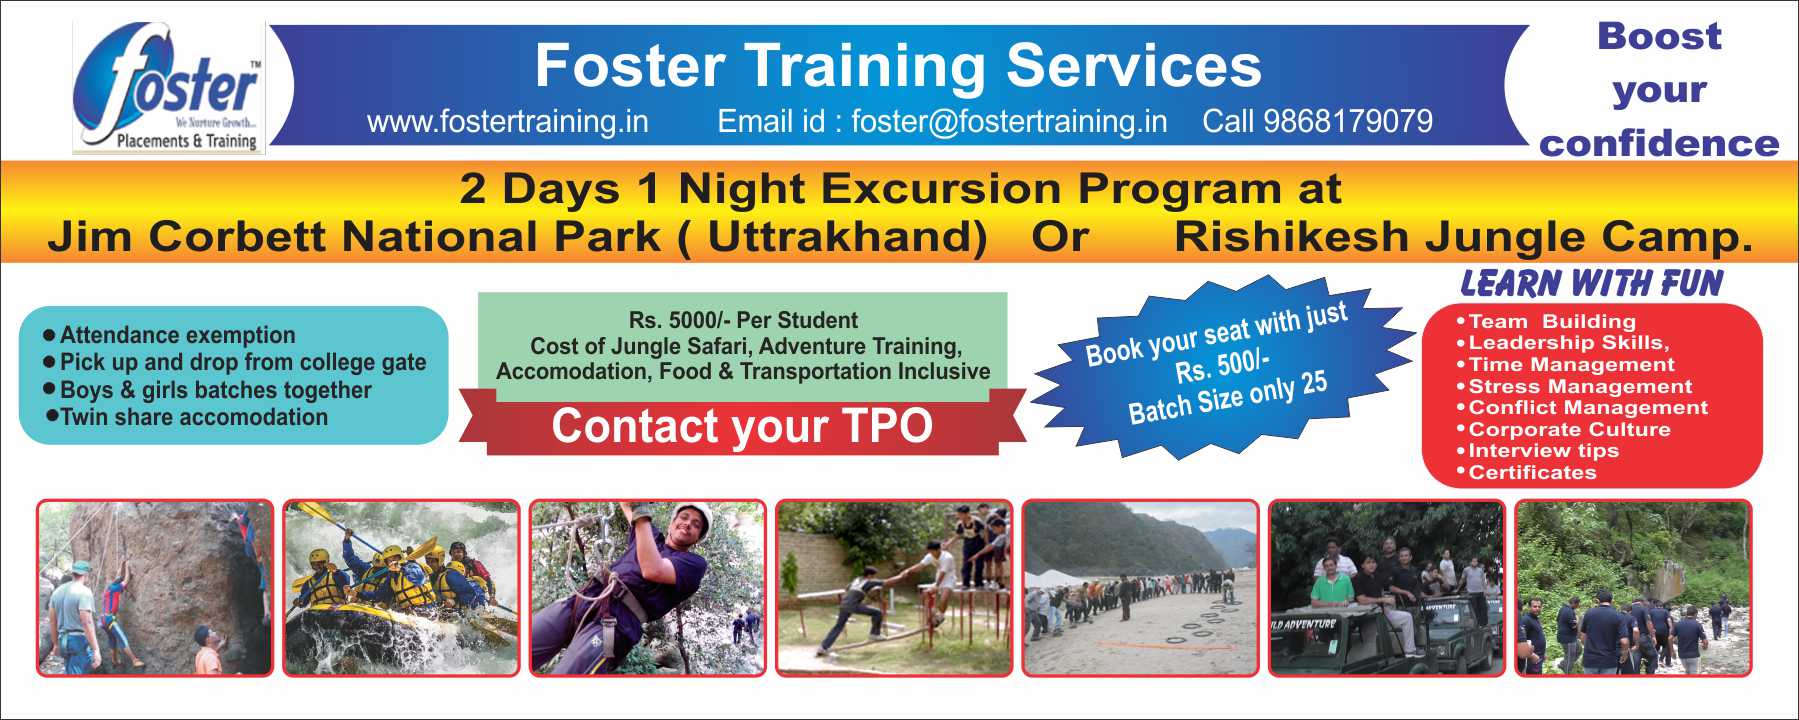 foster™
We Nurture Growth...
Placements & Training
Foster Training Services
www.fostertraining.in Email id : foster@fostertraining.in Call 9868179079
Boost
your
confidence
2 Days 1 Night Excursion Program at
Jim Corbett National Park ( Uttrakhand) Or Rishikesh Jungle Camp.
• Attendance exemption
• Pick up and drop from college gate
• Boys & girls batches together
• Twin share accomodation
Rs. 5000/- Per Student
Cost of Jungle Safari, Adventure Training,
Accomodation, Food & Transportation Inclusive
Contact your TPO
Book your seat with just
Rs. 500/-
Batch Size only 25
LEARN WITH FUN
• Team Building
• Leadership Skills,
• Time Management
• Stress Management
• Conflict Management
• Corporate Culture
• Interview tips
• Certificates
ILD ADVENTURE
ADVENTURE